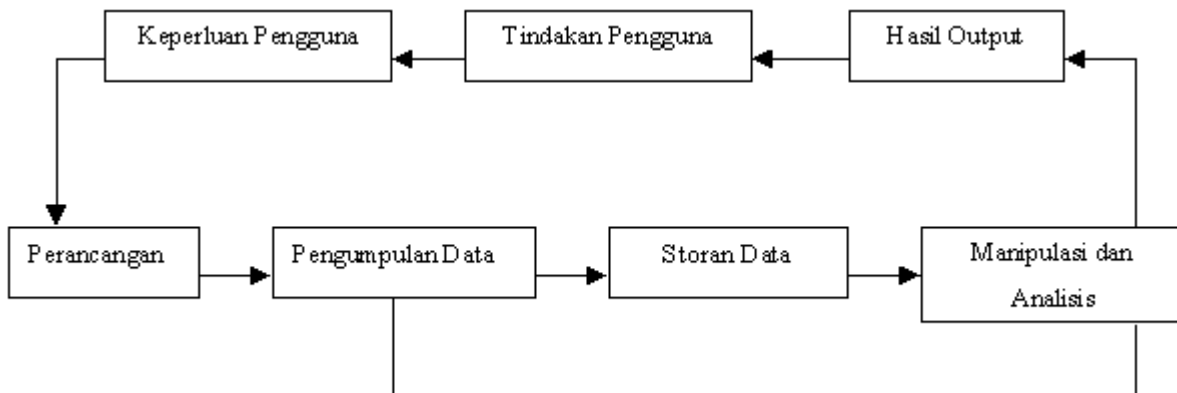 Keperluan Pengguna
Tindakan Pengguna
Hasil Output
Perancangan
Pengumpulan Data
Storan Data
Manipulasi dan
Analisis